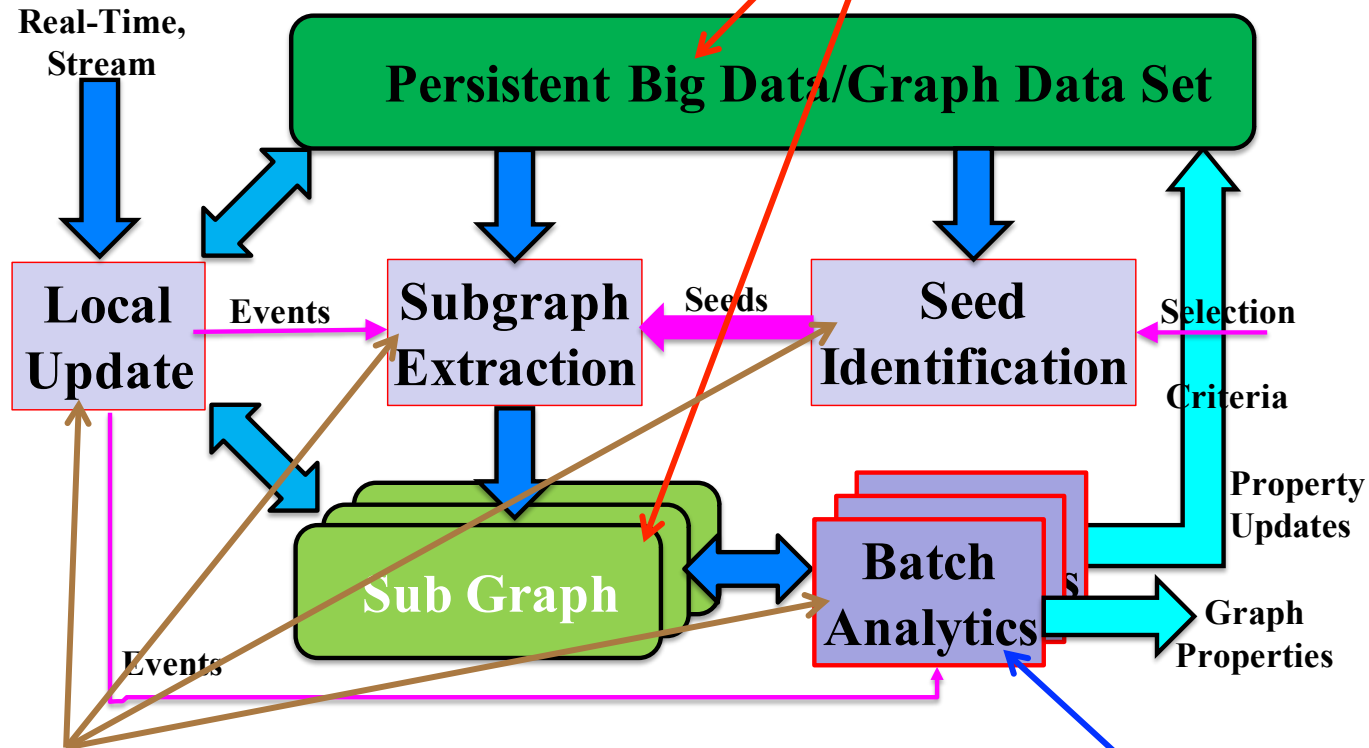 Real-Time,
Stream
Persistent Big Data/Graph Data Set
Local
Update
Events
Subgraph
Extraction
Seeds
Seed
Identification
Selection
Criteria
Property
Updates
Sub Graph
Batch
Analytics
s
Graph
Properties
Events